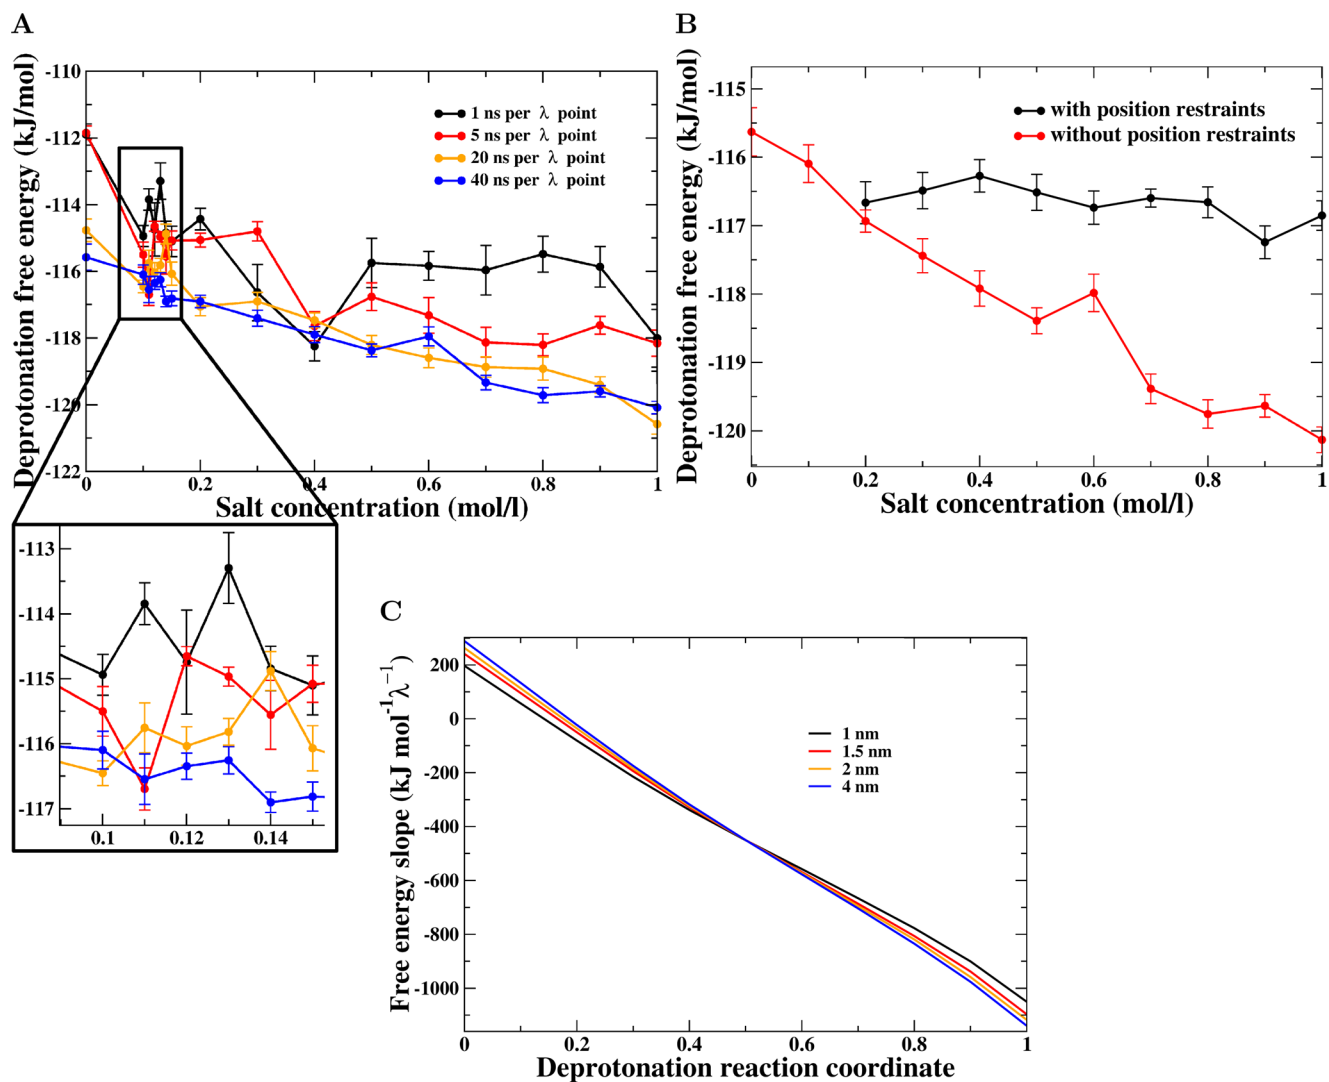 A
Deprotonation free energy (kJ/mol)
-110
-112
-114
-116
-118
-120
-122
1 ns per λ point
5 ns per λ point
20 ns per λ point
40 ns per λ point
0
0.2
0.4
0.6
0.8
1
Salt concentration (mol/l)
-113
-114
-115
-116
-117
0.1
0.12
0.14
B
Deprotonation free energy (kJ/mol)
-115
-116
-117
-118
-119
-120
with position restraints
without position restraints
0
0.2
0.4
0.6
0.8
1
Salt concentration (mol/l)
C
Free energy slope (kJ mol⁻¹λ⁻¹)
200
0
-200
-400
-600
-800
-1000
1 nm
1.5 nm
2 nm
4 nm
0
0.2
0.4
0.6
0.8
1
Deprotonation reaction coordinate